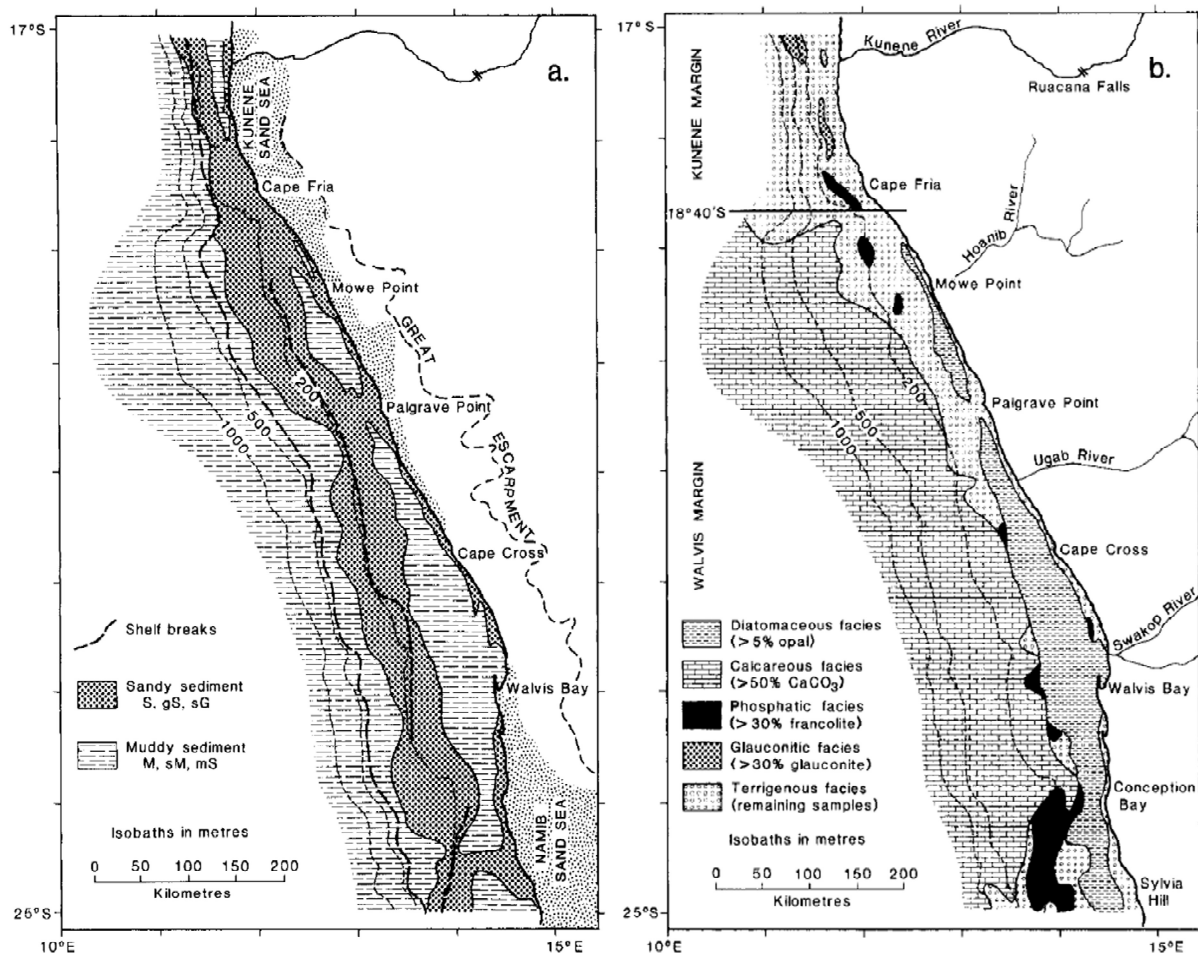 17°S
a.
KUNENE
SAND SEA
Cape Fria
Mowe Point
GREAT
ESCARPMENT
Palgrave Point
200
500
1000
Cape Cross
Walvis Bay
NAMIB
SAND SEA
Shelf breaks
Sandy sediment
S, gS, sG
Muddy sediment
M, sM, mS
Isobaths in metres
0 50 100 150 200
Kilometres
25°S
10°E
15°E
17°S
b.
Kunene River
Ruacana Falls
KUNENE MARGIN
Cape Fria
18°40'S
Hoanib River
Mowe Point
200
500
1000
Palgrave Point
Ugab River
WALVIS MARGIN
Cape Cross
Swakop River
Walvis Bay
Conception
Bay
Sylvia
Hill
Diatomaceous facies
(>5% opal)
Calcareous facies
(>50% CaCO₃)
Phosphatic facies
(>30% francolite)
Glauconitic facies
(>30% glauconite)
Terrigenous facies
(remaining samples)
Isobaths in metres
0 50 100 150 200
Kilometres
25°S
10°E
15°E